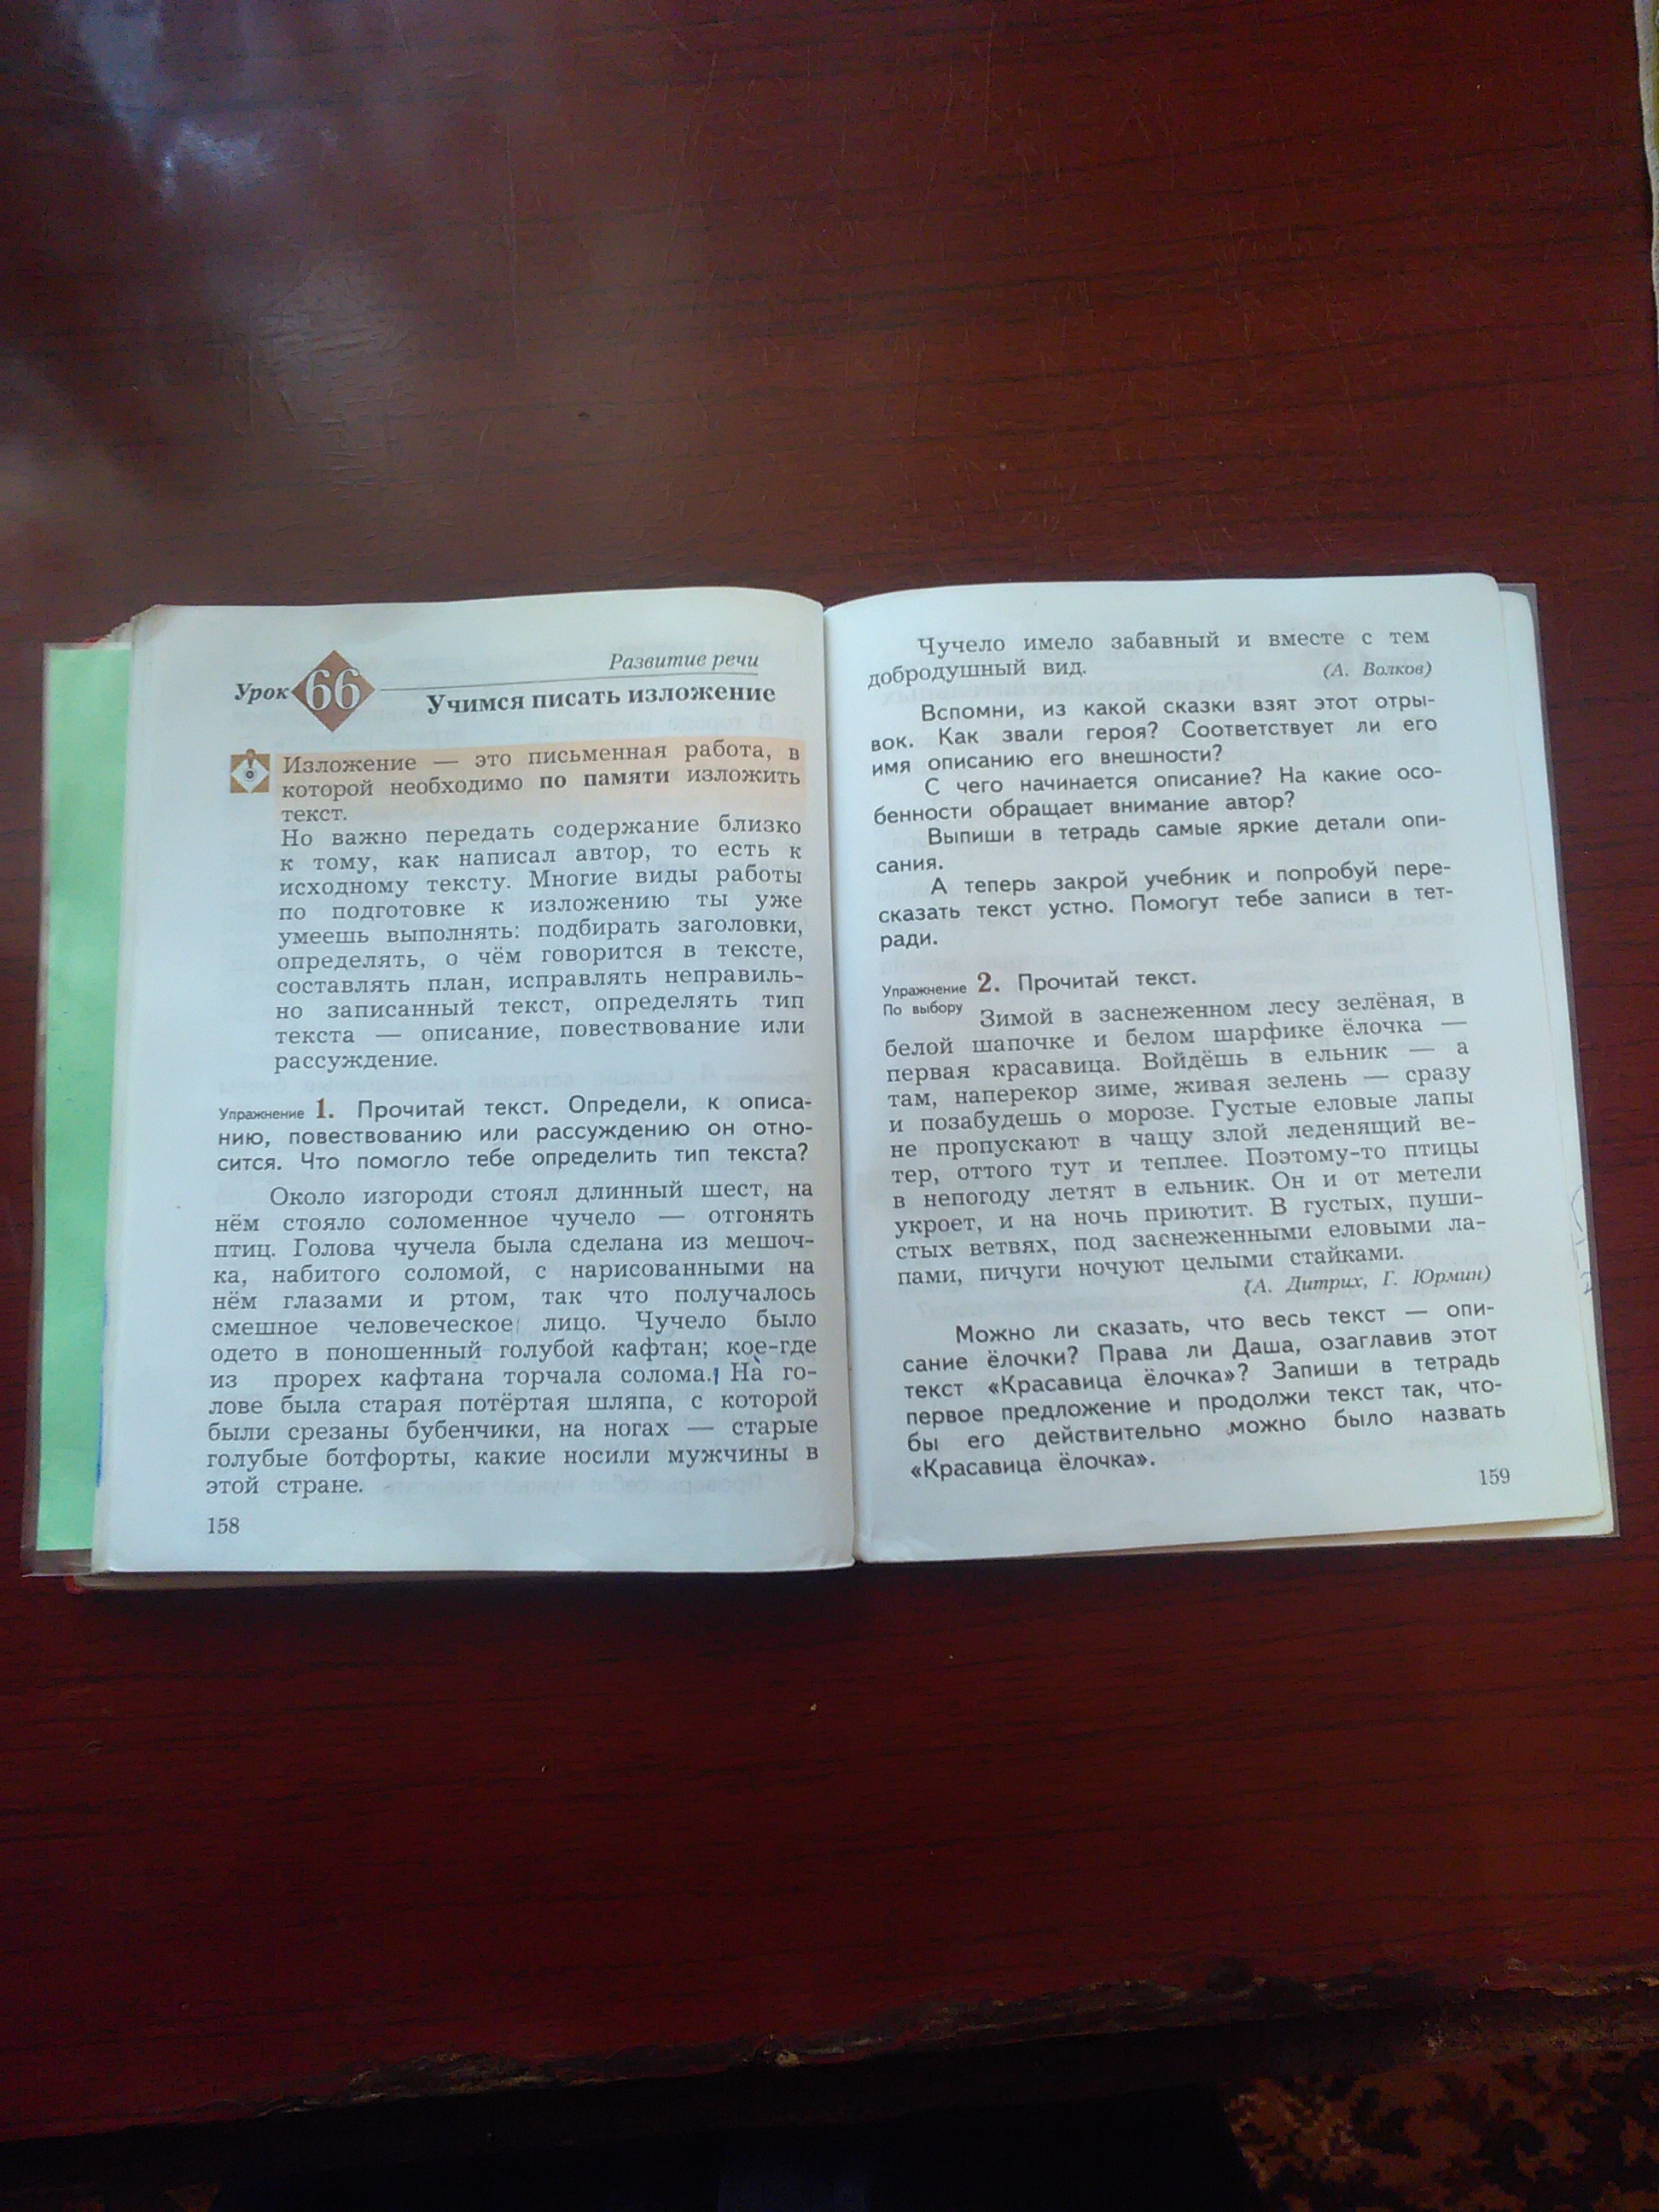 Развитие речи
Урок 66
Учимся писать изложение
Изложение — это письменная работа, в
которой необходимо по памяти изложить
текст.
Но важно передать содержание близко
к тому, как написал автор, то есть к
исходному тексту. Многие виды работы
по подготовке к изложению ты уже
умеешь выполнять: подбирать заголовки,
определять, о чём говорится в тексте,
составлять план, исправлять неправиль-
но записанный текст, определять тип
текста — описание, повествование или
рассуждение.
Упражнение 1. Прочитай текст. Определи, к описа-
нию, повествованию или рассуждению он отно-
сится. Что помогло тебе определить тип текста?
Около изгороди стоял длинный шест, на
нём стояло соломенное чучело — отгонять
птиц. Голова чучела была сделана из мешоч-
ка, набитого соломой, с нарисованными на
нём глазами и ртом, так что получалось
смешное человеческое лицо. Чучело было
одето в поношенный голубой кафтан; кое-где
из прорех кафтана торчала солома. На го-
лове была старая потёртая шляпа, с которой
были срезаны бубенчики, на ногах — старые
голубые ботфорты, какие носили мужчины в
этой стране.
158
Чучело имело забавный и вместе с тем
добродушный вид.
(А. Волков)
Вспомни, из какой сказки взят этот отры-
вок. Как звали героя? Соответствует ли его
имя описанию его внешности?
С чего начинается описание? На какие осо-
бенности обращает внимание автор?
Выпиши в тетрадь самые яркие детали опи-
сания.
А теперь закрой учебник и попробуй пере-
сказать текст устно. Помогут тебе записи в тет-
ради.
Упражнение 2. Прочитай текст.
По выбору
Зимой в заснеженном лесу зелёная, в
белой шапочке и белом шарфике ёлочка —
первая красавица. Войдёшь в ельник — а
там, наперекор зиме, живая зелень — сразу
и позабудешь о морозе. Густые еловые лапы
не пропускают в чащу злой леденящий ве-
тер, оттого тут и теплее. Поэтому-то птицы
в непогоду летят в ельник. Он и от метели
укроет, и на ночь приютит. В густых, пуши-
стых ветвях, под заснеженными еловыми ла-
пами, пичуги ночуют целыми стайками.
(А. Дитрих, Г. Юрмин)
Можно ли сказать, что весь текст — опи-
сание ёлочки? Права ли Даша, озаглавив этот
текст «Красавица ёлочка»? Запиши в тетрадь
первое предложение и продолжи текст так, что-
бы его действительно можно было назвать
«Красавица ёлочка».
159